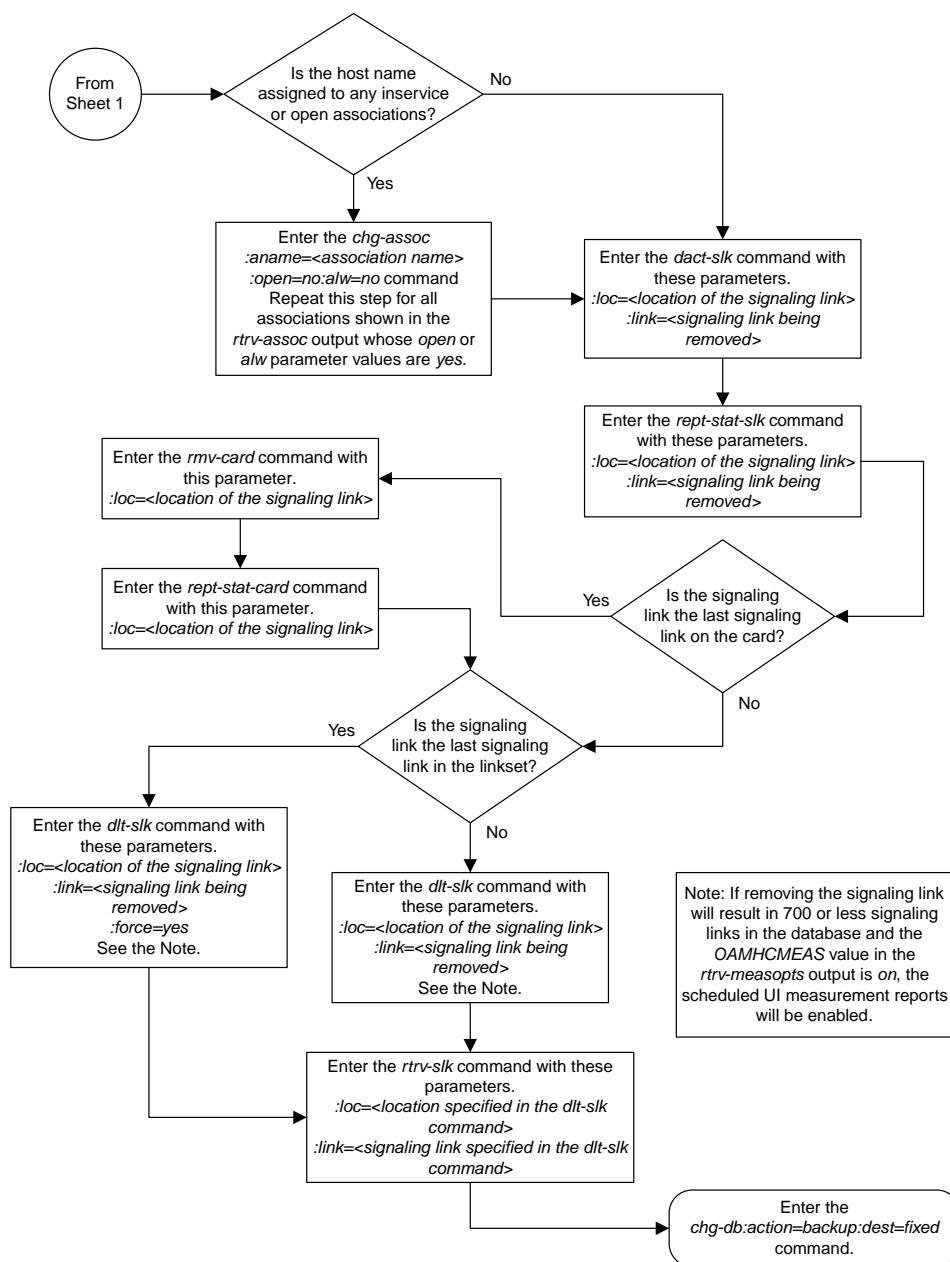 From
Sheet 1
Is the host name
assigned to any inservice
or open associations?
No
Yes
Enter the chg-assoc
:aname=<association name>
:open=no:alw=no command
Repeat this step for all
associations shown in the
rtrv-assoc output whose open or
alw parameter values are yes.
Enter the dact-slk command with
these parameters.
:loc=<location of the signaling link>
:link=<signaling link being
removed>
Enter the rept-stat-slk command
with these parameters.
:loc=<location of the signaling link>
:link=<signaling link being
removed>
Enter the rmv-card command with
this parameter.
:loc=<location of the signaling link>
Enter the rept-stat-card command
with this parameter.
:loc=<location of the signaling link>
Yes
Is the signaling
link the last signaling
link on the card?
No
Yes
Is the signaling
link the last signaling
link in the linkset?
No
Enter the dlt-slk command with
these parameters.
:loc=<location of the signaling link>
:link=<signaling link being
removed>
:force=yes
See the Note.
Enter the dlt-slk command with
these parameters.
:loc=<location of the signaling link>
:link=<signaling link being
removed>
See the Note.
Note: If removing the signaling link
will result in 700 or less signaling
links in the database and the
OAMHCMEAS value in the
rtrv-measopts output is on, the
scheduled UI measurement reports
will be enabled.
Enter the rtrv-slk command with these
parameters.
:loc=<location specified in the dlt-slk
command>
:link=<signaling link specified in the dlt-slk
command>
Enter the
chg-db:action=backup:dest=fixed
command.